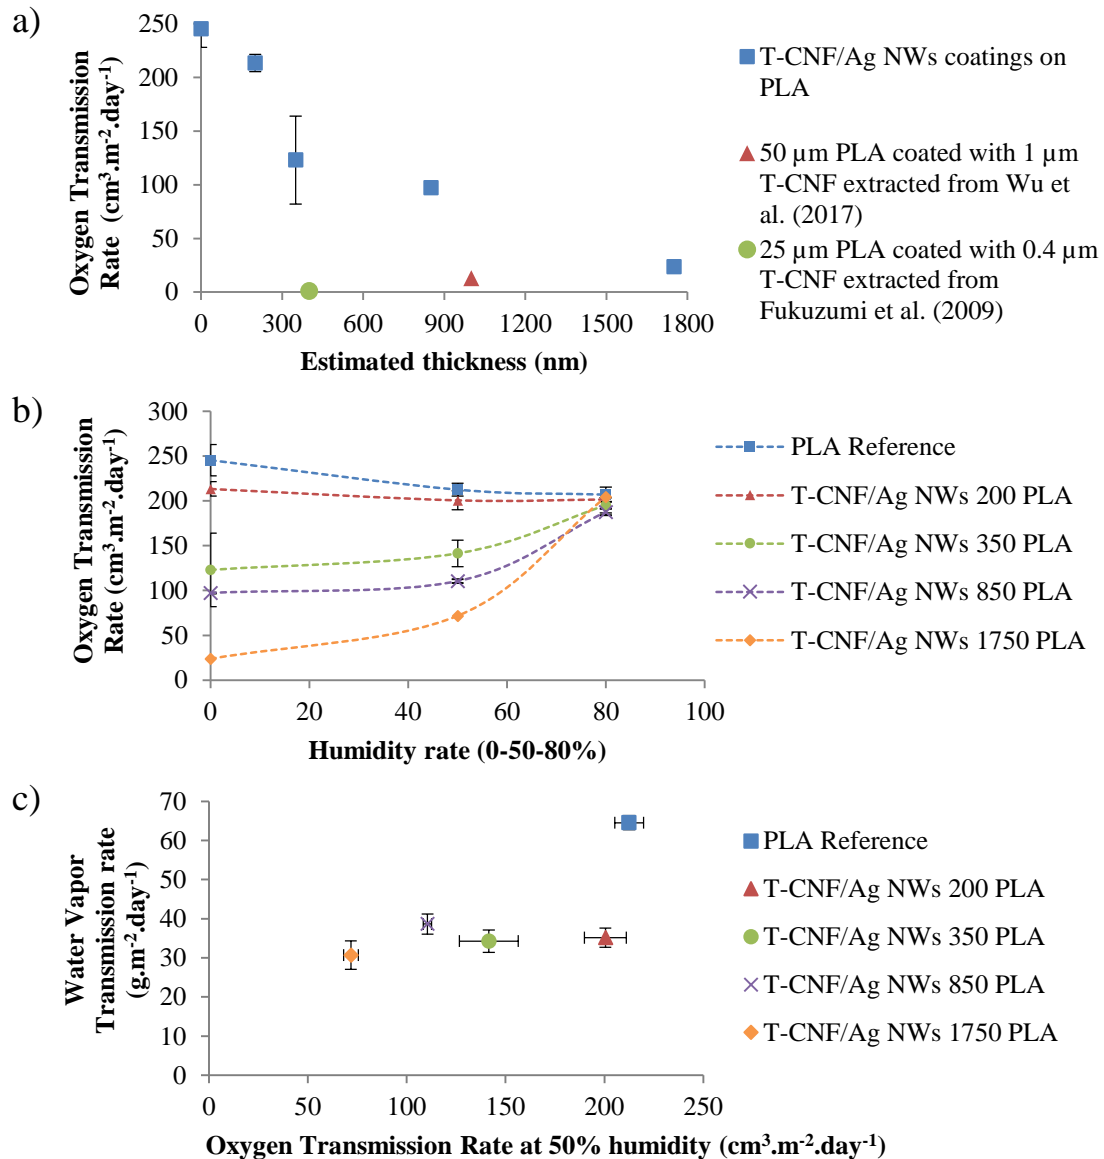 a)
Oxygen Transmission
Rate (cm³.m⁻².day⁻¹)
250
200
150
100
50
0
0 300 600 900 1200 1500 1800
Estimated thickness (nm)
T-CNF/Ag NWs coatings on
PLA
50 µm PLA coated with 1 µm
T-CNF extracted from Wu et
al. (2017)
25 µm PLA coated with 0.4 µm
T-CNF extracted from
Fukuzumi et al. (2009)
b)
Oxygen Transmission
Rate (cm³.m⁻².day⁻¹)
300
250
200
150
100
50
0
0 20 40 60 80 100
Humidity rate (0-50-80%)
PLA Reference
T-CNF/Ag NWs 200 PLA
T-CNF/Ag NWs 350 PLA
T-CNF/Ag NWs 850 PLA
T-CNF/Ag NWs 1750 PLA
c)
Water Vapor
Transmission rate
(g.m⁻².day⁻¹)
70
60
50
40
30
20
10
0
0 50 100 150 200 250
Oxygen Transmission Rate at 50% humidity (cm³.m⁻².day⁻¹)
PLA Reference
T-CNF/Ag NWs 200 PLA
T-CNF/Ag NWs 350 PLA
T-CNF/Ag NWs 850 PLA
T-CNF/Ag NWs 1750 PLA